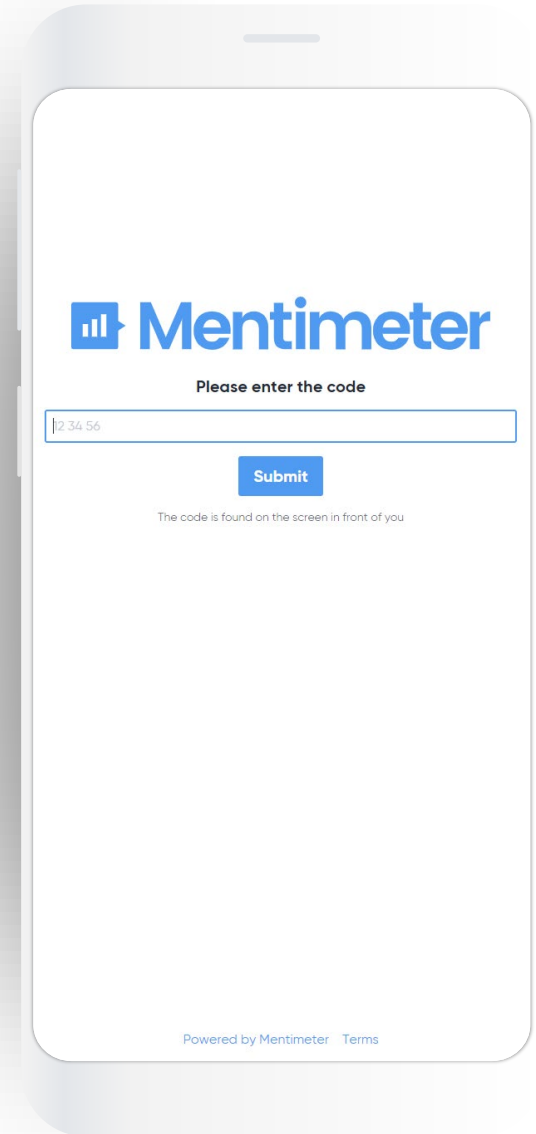 Mentimeter
Please enter the code
12 34 56
Submit
The code is found on the screen in front of you
Powered by Mentimeter Terms